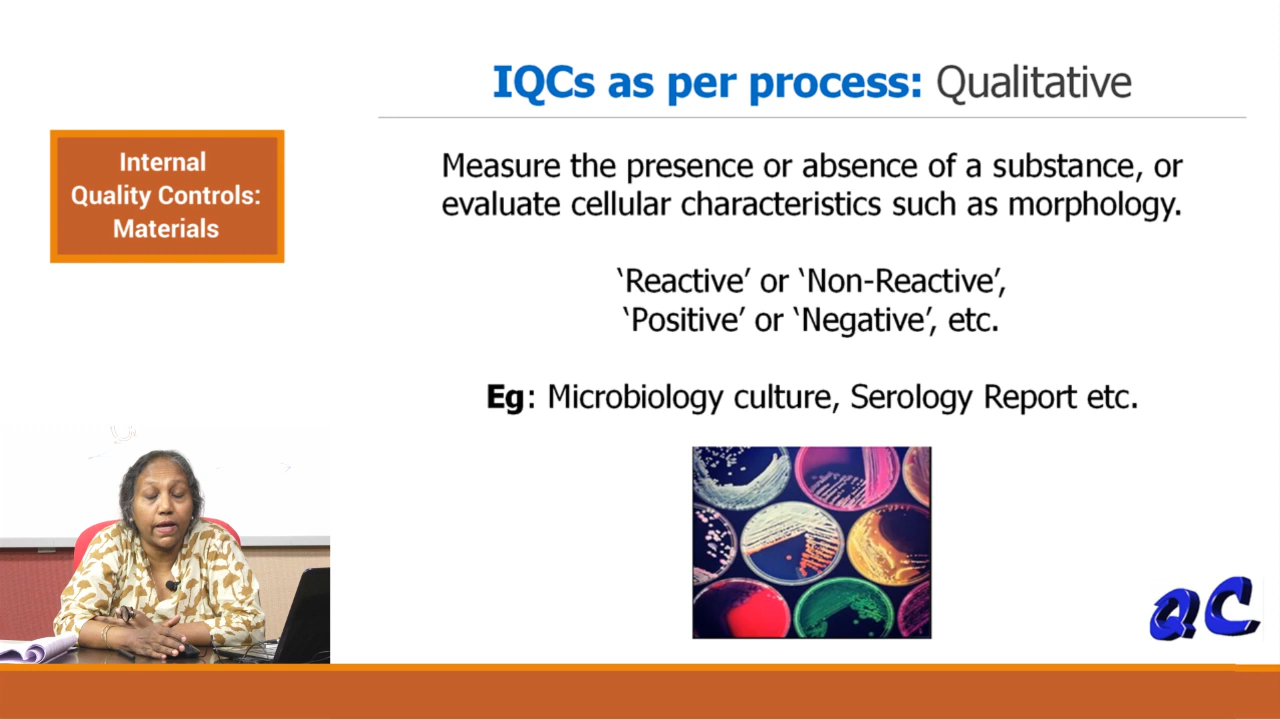 IQCs as per process: Qualitative
Internal
Quality Controls:
Materials
Measure the presence or absence of a substance, or
evaluate cellular characteristics such as morphology.
‘Reactive’ or ‘Non-Reactive’,
‘Positive’ or ‘Negative’, etc.
Eg: Microbiology culture, Serology Report etc.
QC